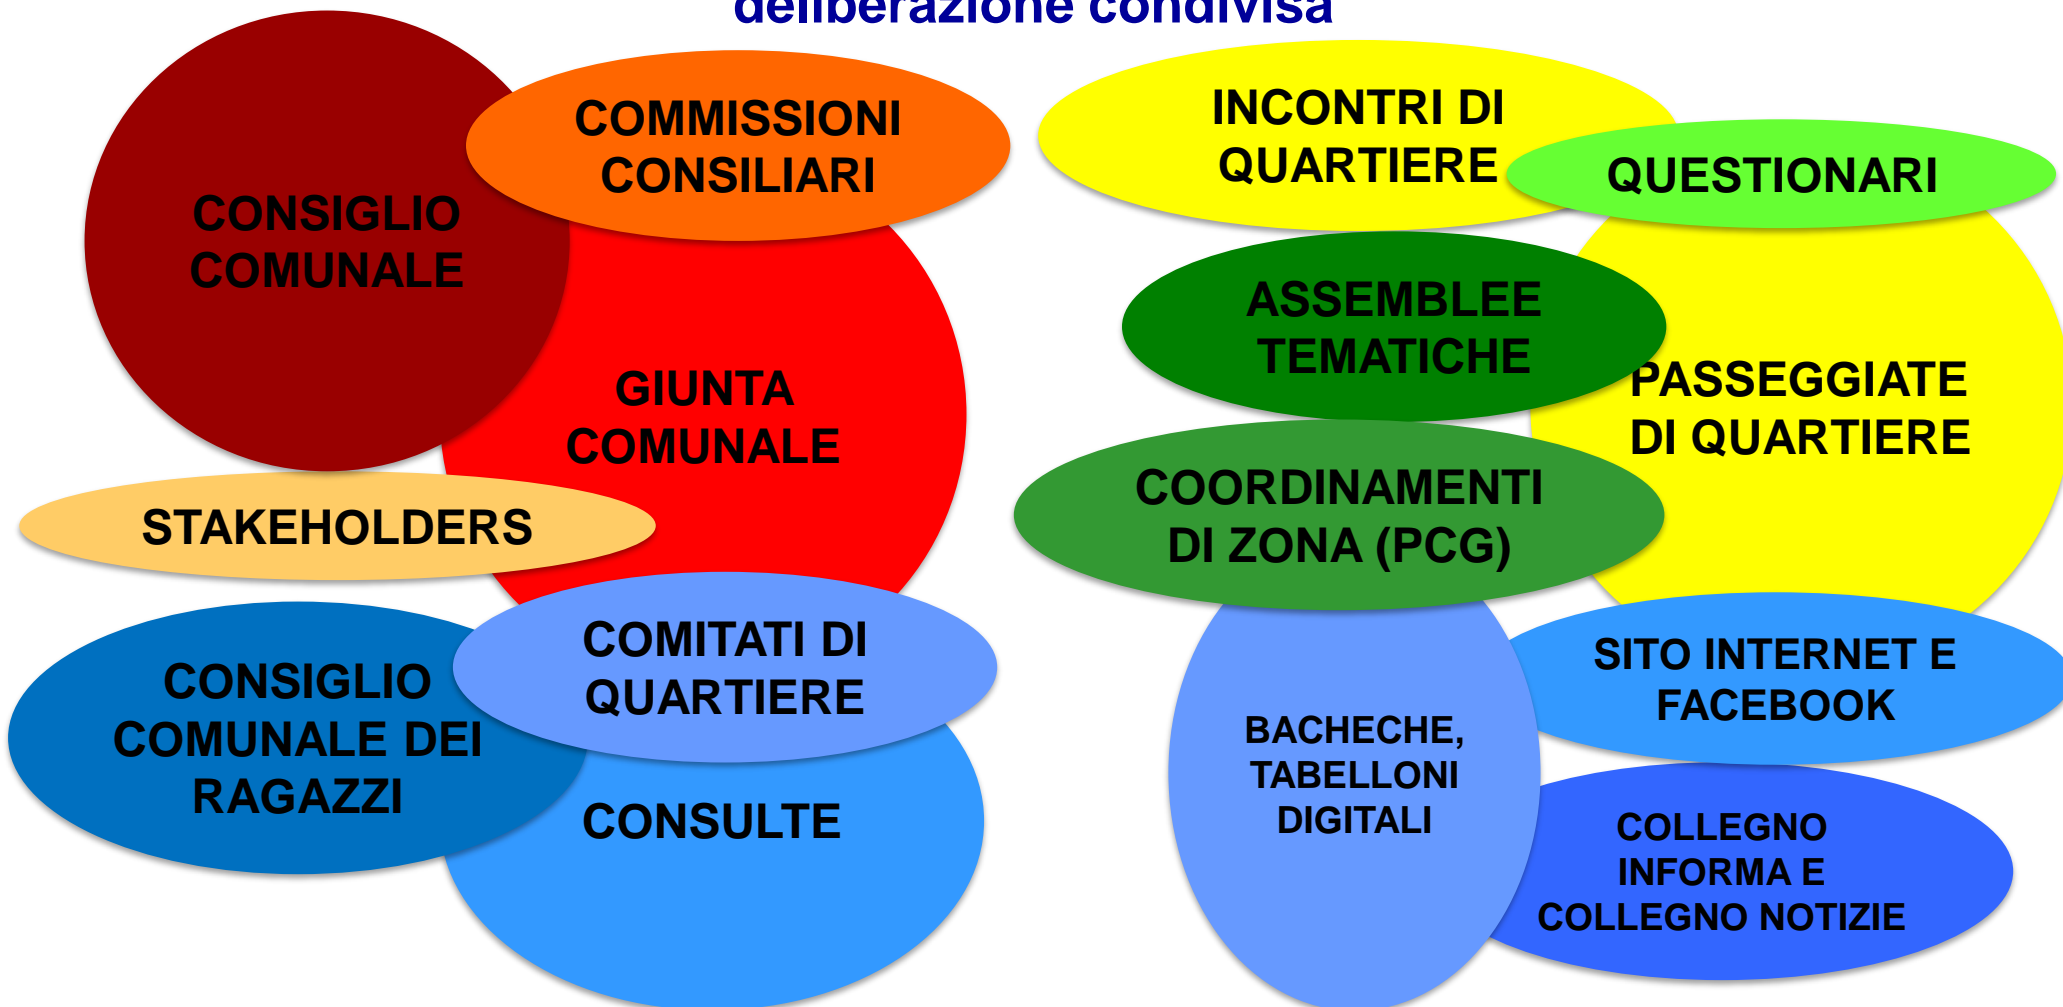 deliberazione condivisa
CONSIGLIO
COMUNALE
COMMISSIONI
CONSILIARI
GIUNTA
COMUNALE
STAKEHOLDERS
CONSIGLIO
COMUNALE DEI
RAGAZZI
COMITATI DI
QUARTIERE
CONSULTE
INCONTRI DI
QUARTIERE
QUESTIONARI
ASSEMBLEE
TEMATICHE
PASSEGGIATE
DI QUARTIERE
COORDINAMENTI
DI ZONA (PCG)
SITO INTERNET E
FACEBOOK
BACHECHE,
TABELLONI
DIGITALI
COLLEGNO
INFORMA E
COLLEGNO NOTIZIE